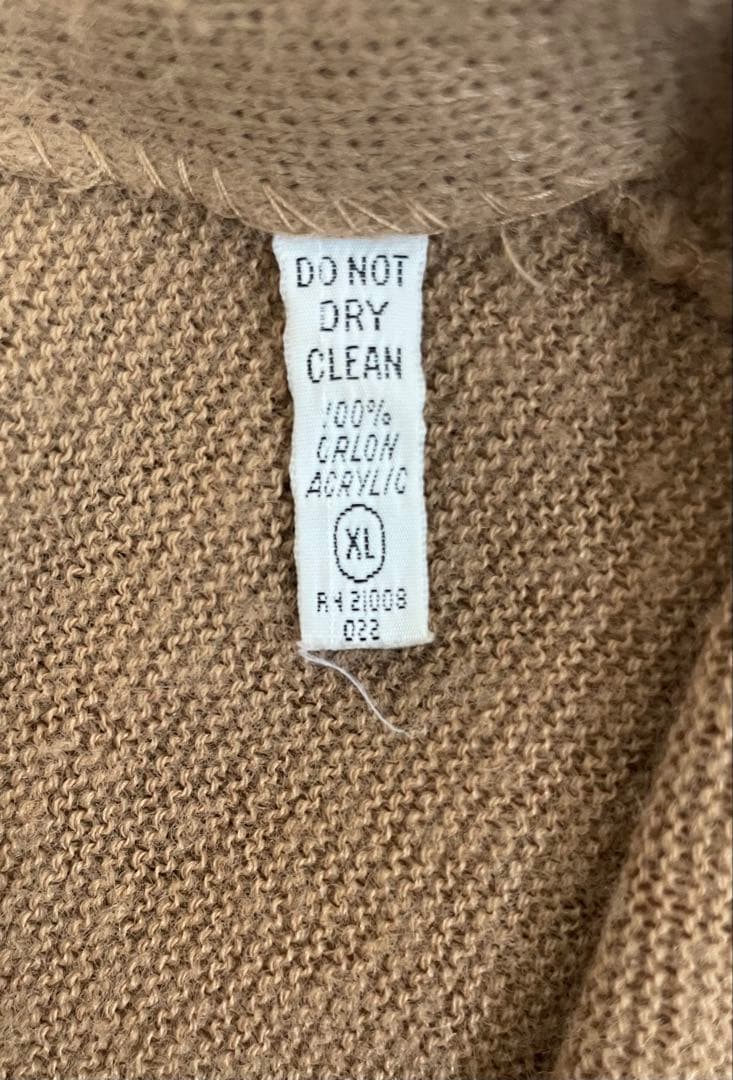 DO NOT
DRY
CLEAN
100%
ORLON
ACRYLIC
XL
RN 21008
022